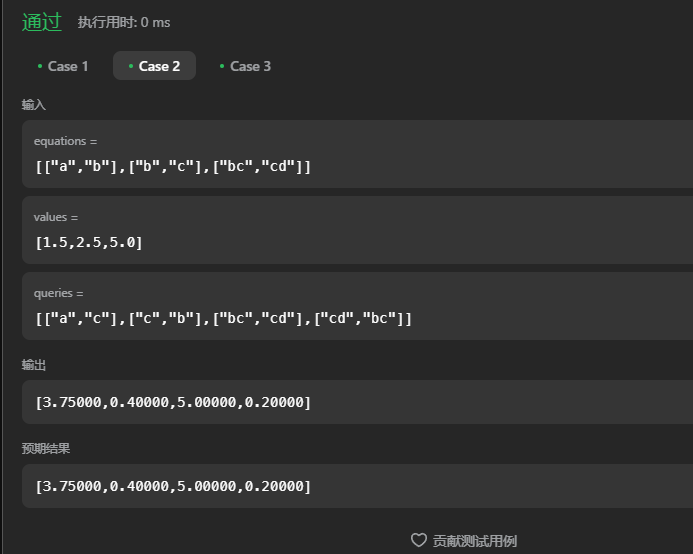 通过 执行用时: 0 ms
Case 1 Case 2 Case 3
输入
equations =
[["a","b"],["b","c"],["bc","cd"]]
values =
[1.5,2.5,5.0]
queries =
[["a","c"],["c","b"],["bc","cd"],["cd","bc"]]
输出
[3.75000,0.40000,5.00000,0.20000]
预期结果
[3.75000,0.40000,5.00000,0.20000]
贡献测试用例